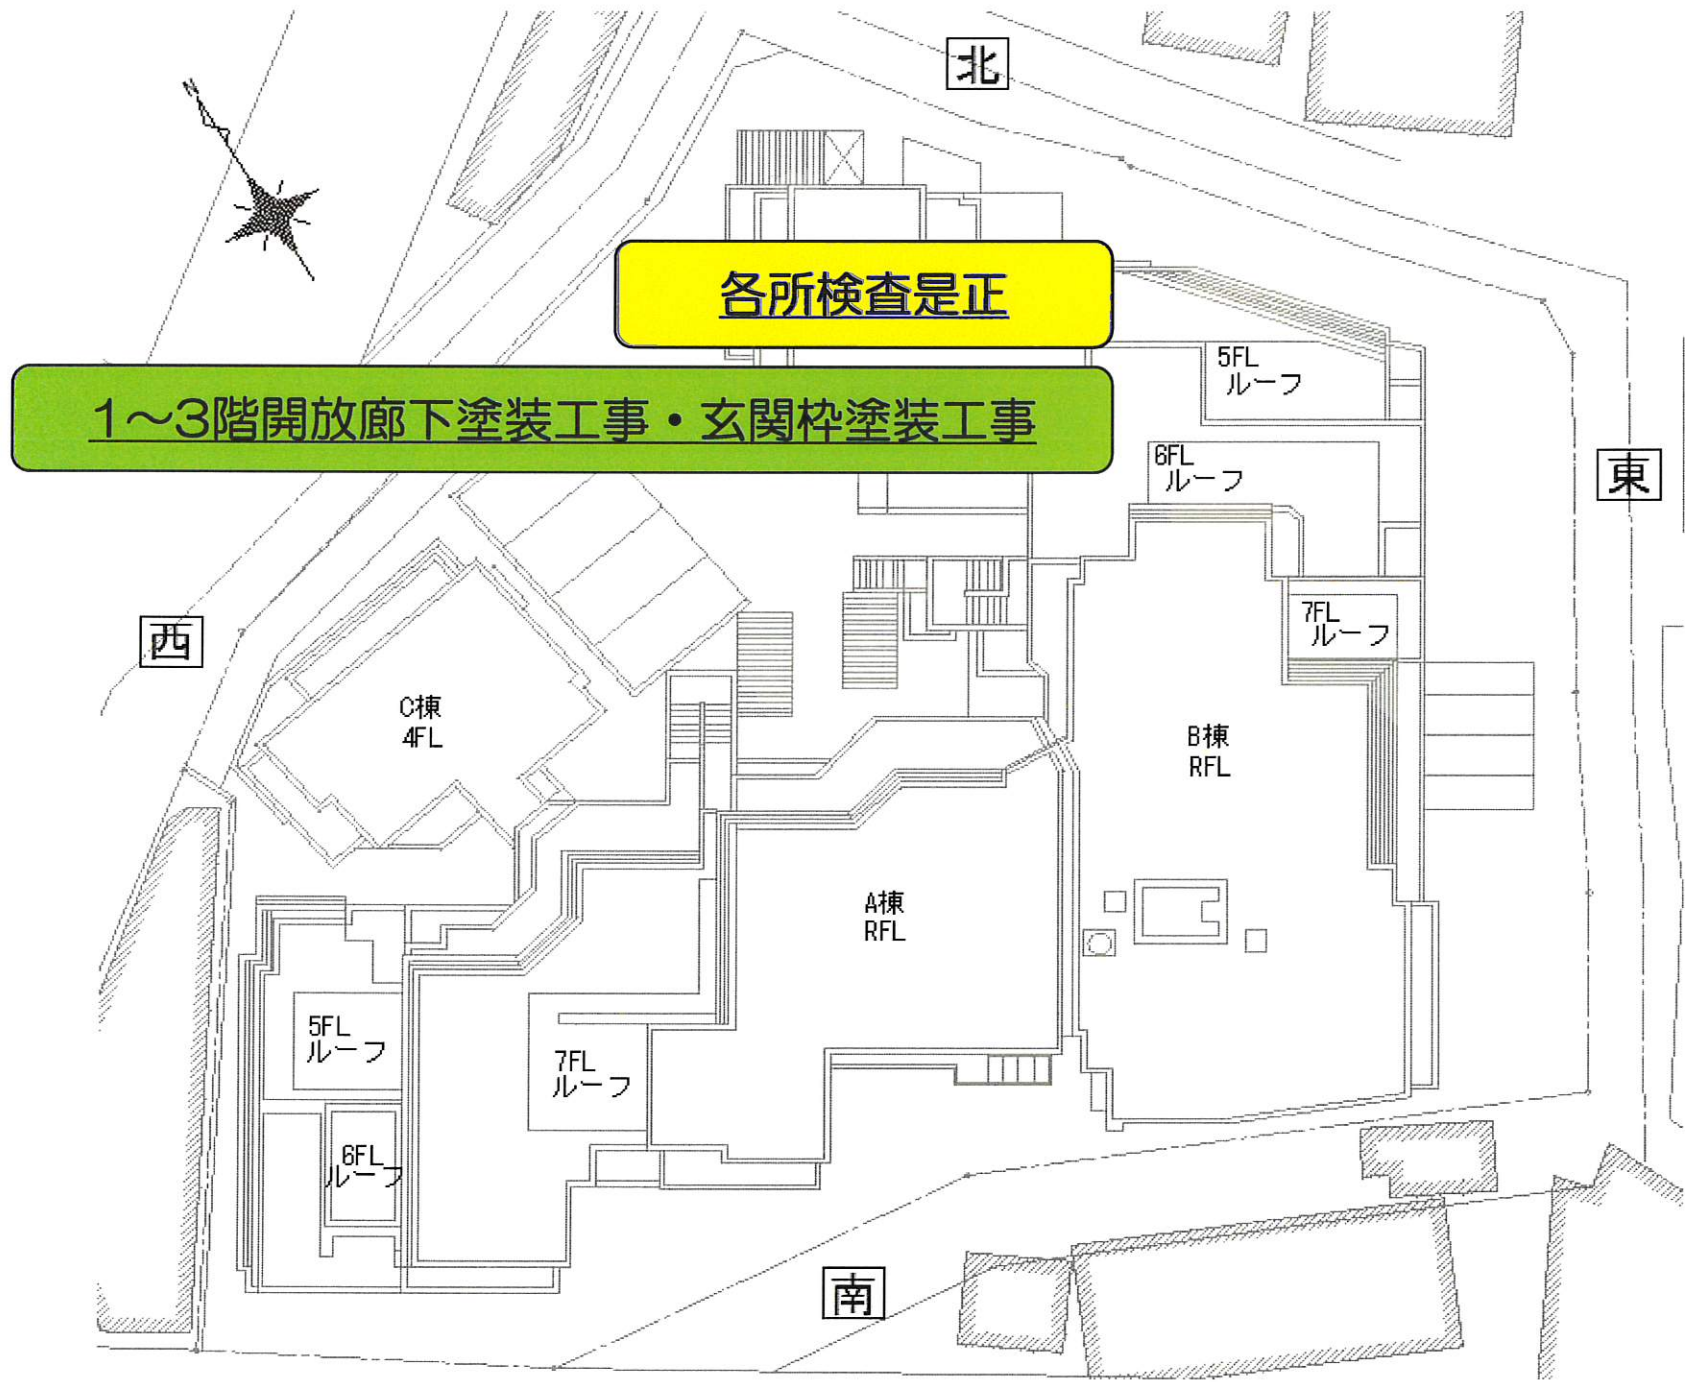 北
N
各所検査是正
1～3階開放廊下塗装工事・玄関枠塗装工事
5FL
ルーフ
6FL
ルーフ
東
7FL
ルーフ
西
C棟
4FL
B棟
RFL
A棟
RFL
5FL
ルーフ
7FL
ルーフ
6FL
ルーフ
南